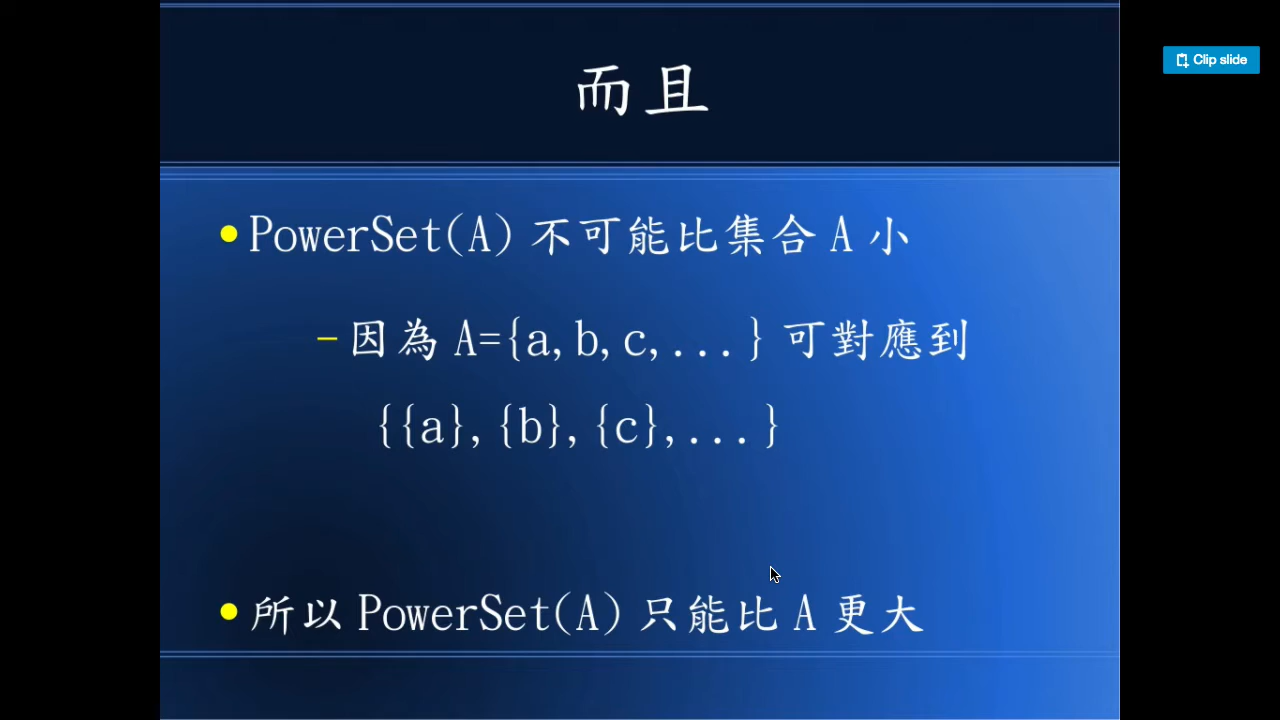 Clip slide
而且
PowerSet(A) 不可能比集合 A 小
–因為 A={a,b,c,...} 可對應到
{{a},{b},{c},...}
所以 PowerSet(A) 只能比 A 更大